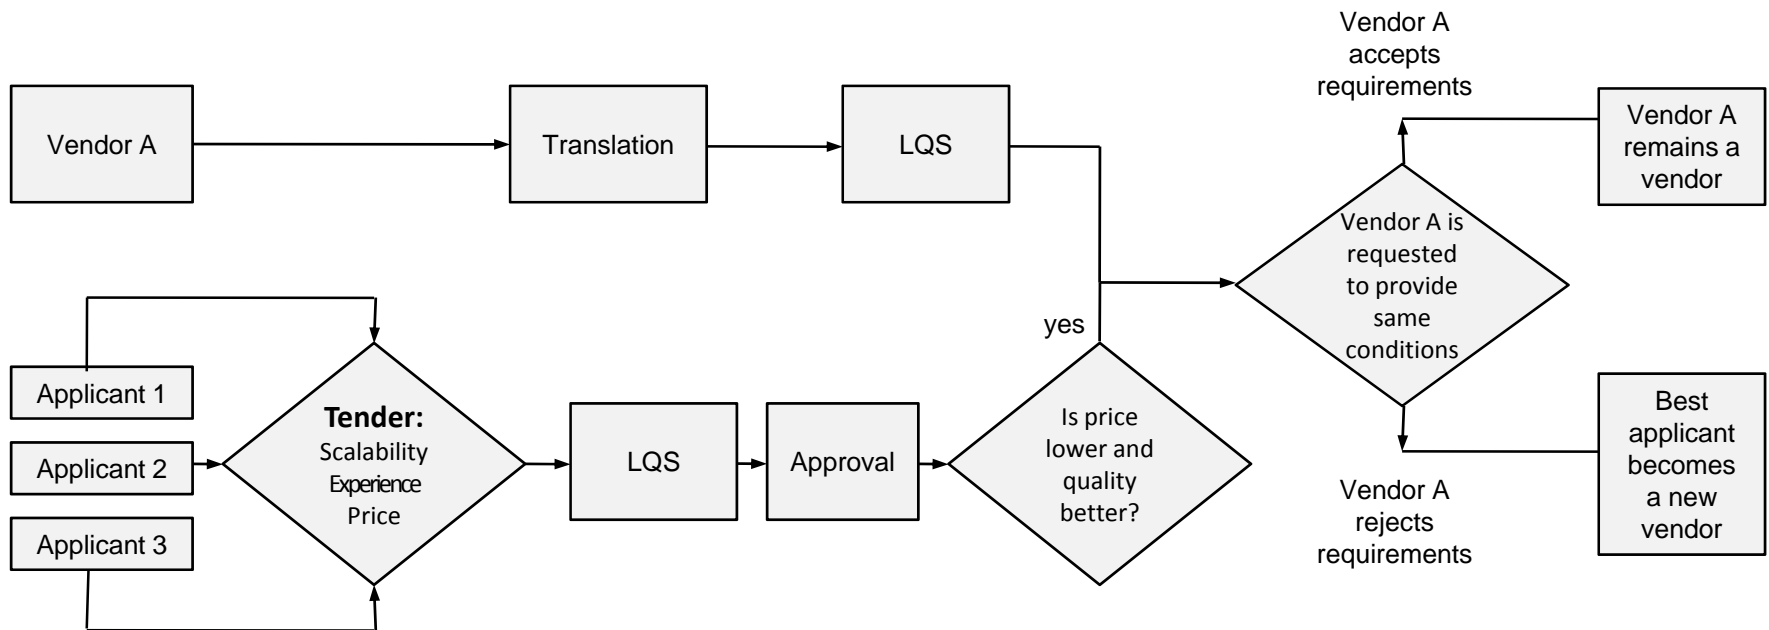 Vendor A
accepts
requirements
Vendor A
Translation
LQS
Vendor A
remains a
vendor
Vendor A is
requested
to provide
same
conditions
yes
Applicant 1
Applicant 2
Applicant 3
Tender:
Scalability
Experience
Price
LQS
Approval
Is price
lower and
quality
better?
Best
applicant
becomes
a new
vendor
Vendor A
rejects
requirements